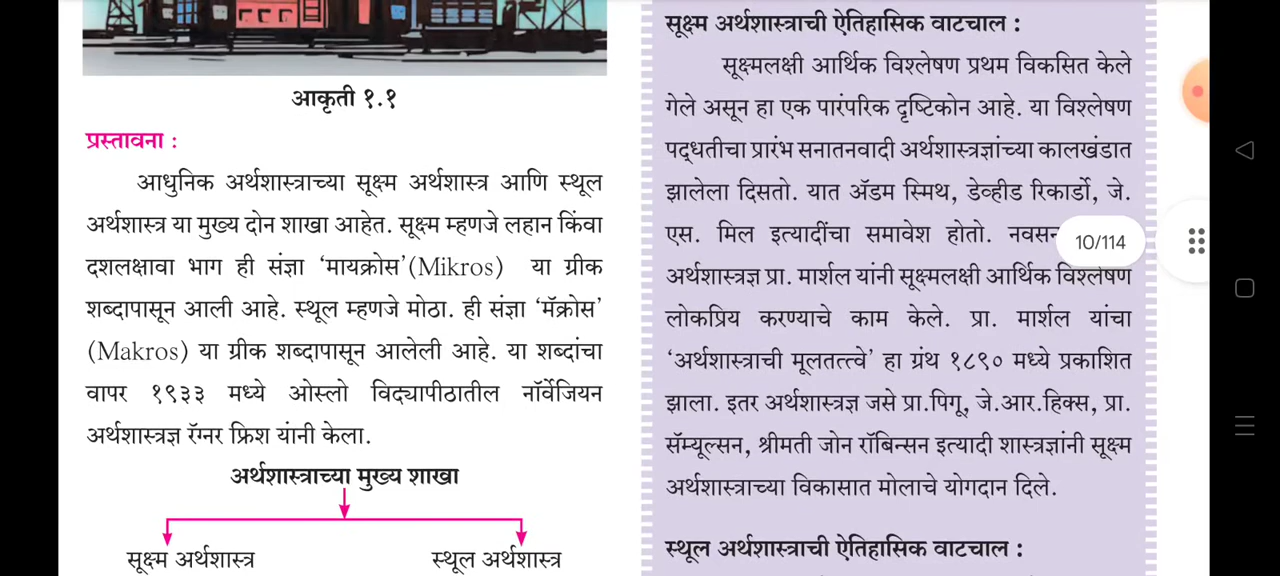 आकृती १.१
प्रस्तावना :
आधुनिक अर्थशास्त्राच्या सूक्ष्म अर्थशास्त्र आणि स्थूल
अर्थशास्त्र या मुख्य दोन शाखा आहेत. सूक्ष्म म्हणजे लहान किंवा
दशलक्षावा भाग ही संज्ञा ‘मायक्रोस’(Mikros) या ग्रीक
शब्दापासून आली आहे. स्थूल म्हणजे मोठा. ही संज्ञा ‘मॅक्रोस’
(Makros) या ग्रीक शब्दापासून आलेली आहे. या शब्दांचा
वापर १९३३ मध्ये ओस्लो विद्यापीठातील नॉर्वेजियन
अर्थशास्त्रज्ञ रॅग्नर फ्रिश यांनी केला.
अर्थशास्त्राच्या मुख्य शाखा
सूक्ष्म अर्थशास्त्र
स्थूल अर्थशास्त्र
सूक्ष्म अर्थशास्त्राची ऐतिहासिक वाटचाल :
सूक्ष्मलक्षी आर्थिक विश्लेषण प्रथम विकसित केले
गेले असून हा एक पारंपरिक दृष्टिकोन आहे. या विश्लेषण
पद्धतीचा प्रारंभ सनातनवादी अर्थशास्त्रज्ञांच्या कालखंडात
झालेला दिसतो. यात ॲडम स्मिथ, डेव्हीड रिकार्डो, जे.
एस. मिल इत्यादींचा समावेश होतो.
अर्थशास्त्रज्ञ प्रा. मार्शल यांनी सूक्ष्मलक्षी आर्थिक विश्लेषण
लोकप्रिय करण्याचे काम केले. प्रा. मार्शल यांचा
‘अर्थशास्त्राची मूलतत्त्वे’ हा ग्रंथ १८९० मध्ये प्रकाशित
झाला. इतर अर्थशास्त्रज्ञ जसे प्रा.पिगू, जे.आर.हिक्स, प्रा.
सॅम्यूल्सन, श्रीमती जोन रॉबिन्सन इत्यादी शास्त्रज्ञांनी सूक्ष्म
अर्थशास्त्राच्या विकासात मोलाचे योगदान दिले.
स्थूल अर्थशास्त्राची ऐतिहासिक वाटचाल :
10/114